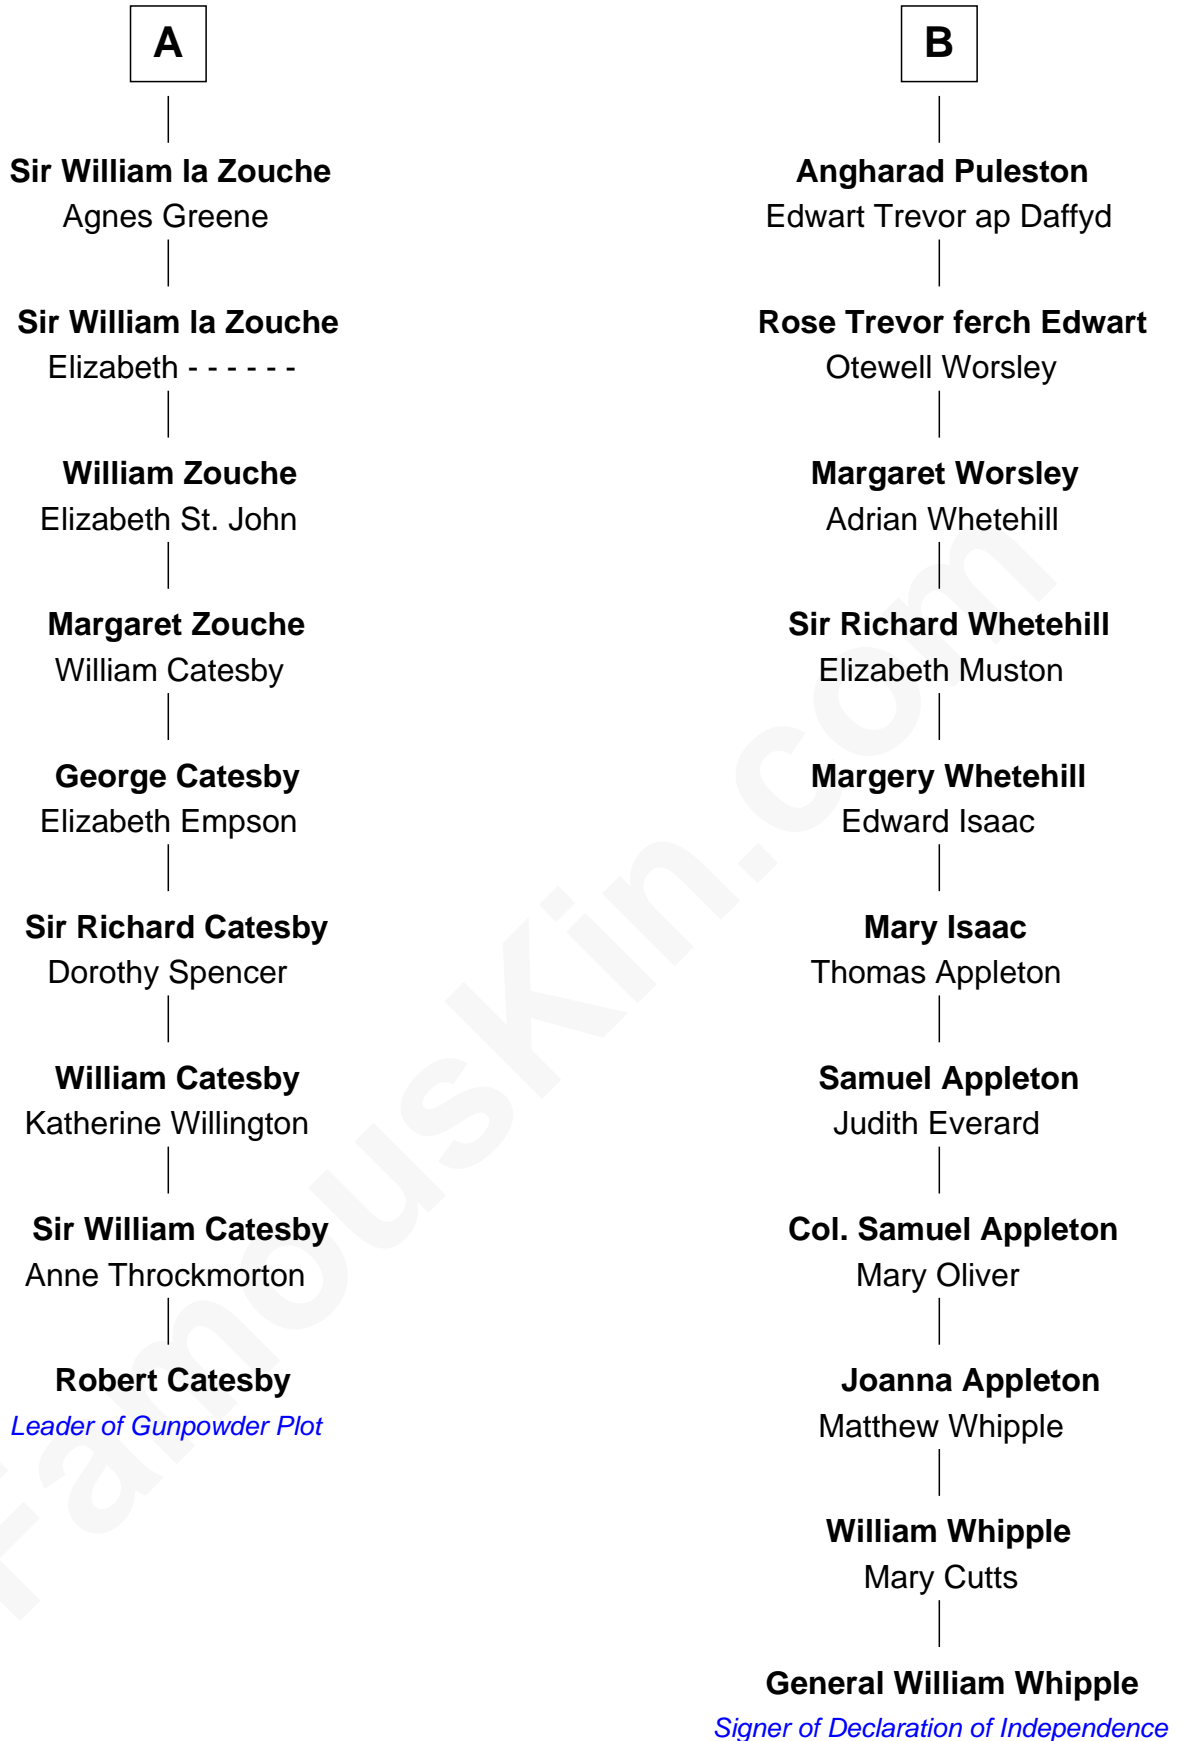 A
Sir William la Zouche
Agnes Greene
Sir William la Zouche
Elizabeth - - - - - -
William Zouche
Elizabeth St. John
Margaret Zouche
William Catesby
George Catesby
Elizabeth Empson
Sir Richard Catesby
Dorothy Spencer
William Catesby
Katherine Willington
Sir William Catesby
Anne Throckmorton
Robert Catesby
Leader of Gunpowder Plot
B
Angharad Puleston
Edwart Trevor ap Daffyd
Rose Trevor ferch Edwart
Otewell Worsley
Margaret Worsley
Adrian Whetehill
Sir Richard Whetehill
Elizabeth Muston
Margery Whetehill
Edward Isaac
Mary Isaac
Thomas Appleton
Samuel Appleton
Judith Everard
Col. Samuel Appleton
Mary Oliver
Joanna Appleton
Matthew Whipple
William Whipple
Mary Cutts
General William Whipple
Signer of Declaration of Independence
FamousKin.com